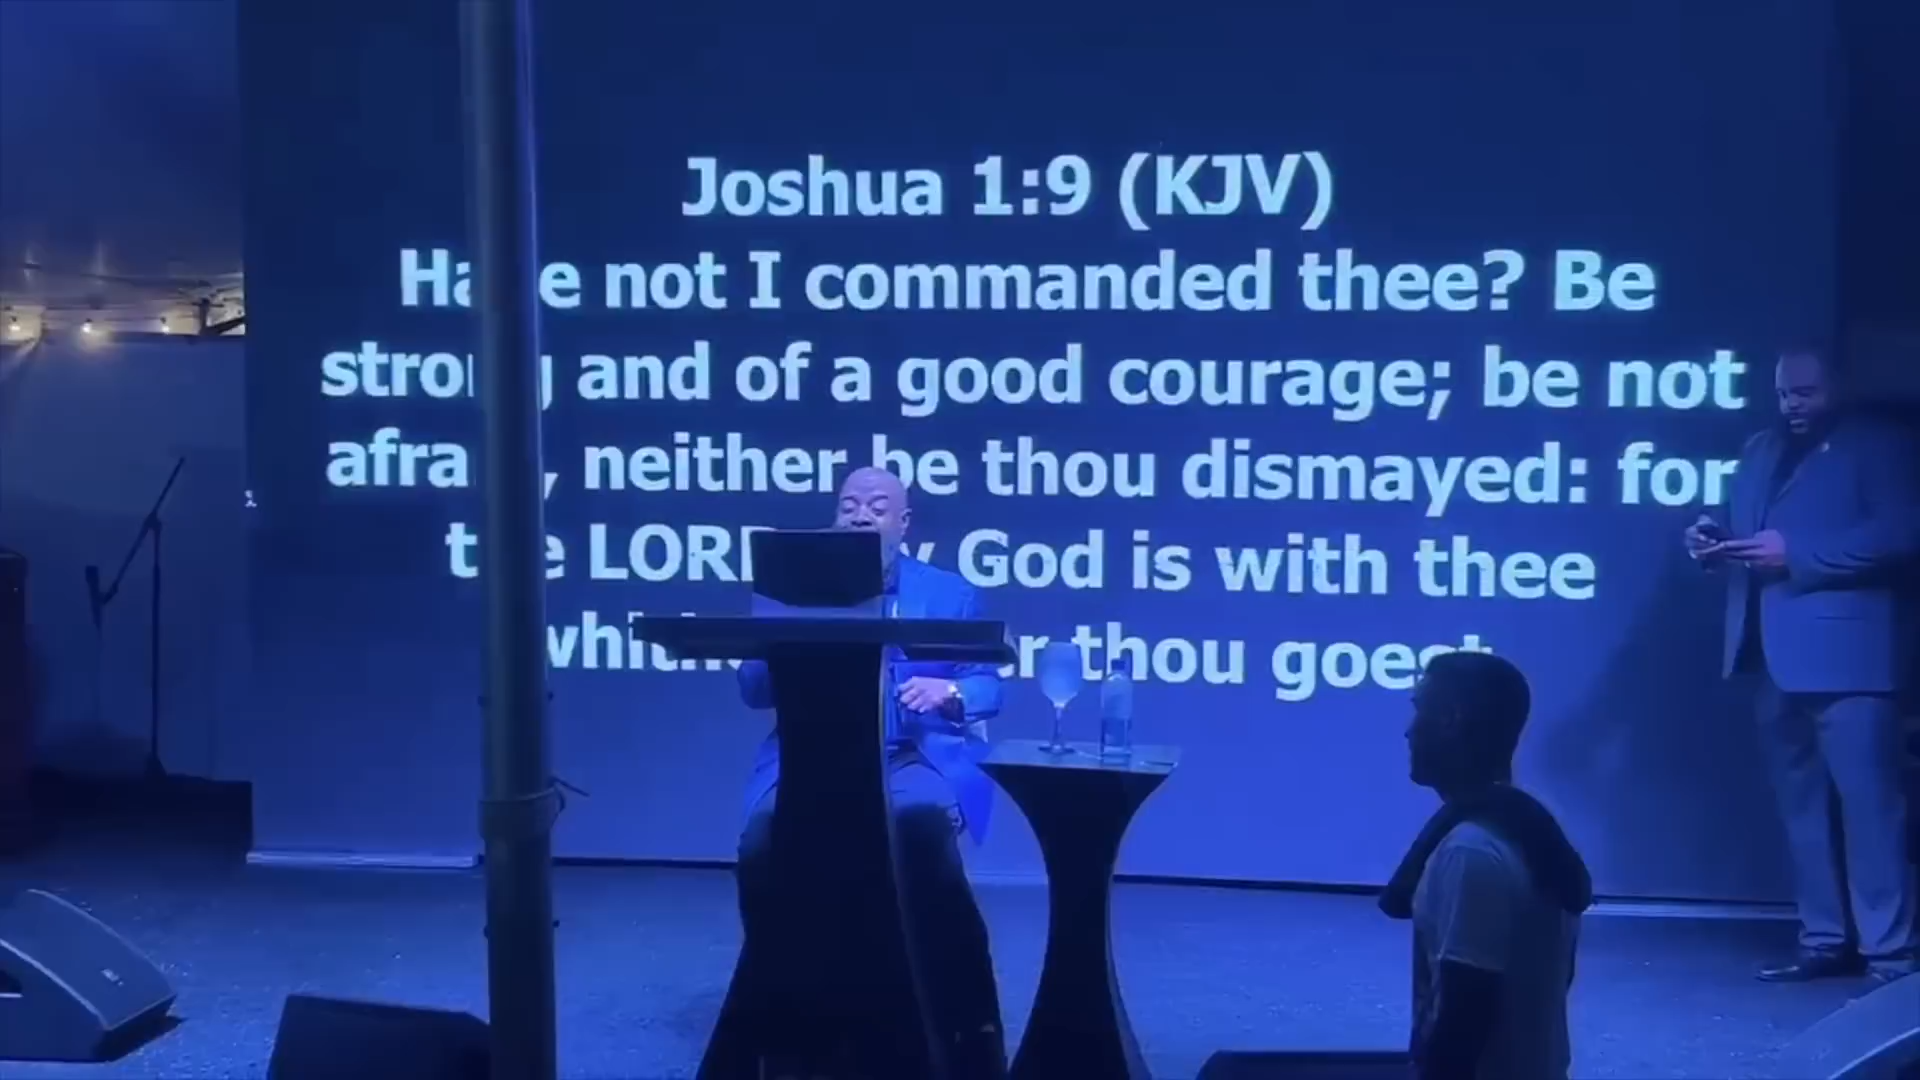 Joshua 1:9 (KJV)
not I commanded thee? Be
and of a good courage; be not
neither be thou dismayed: for
God is with thee
thou goest